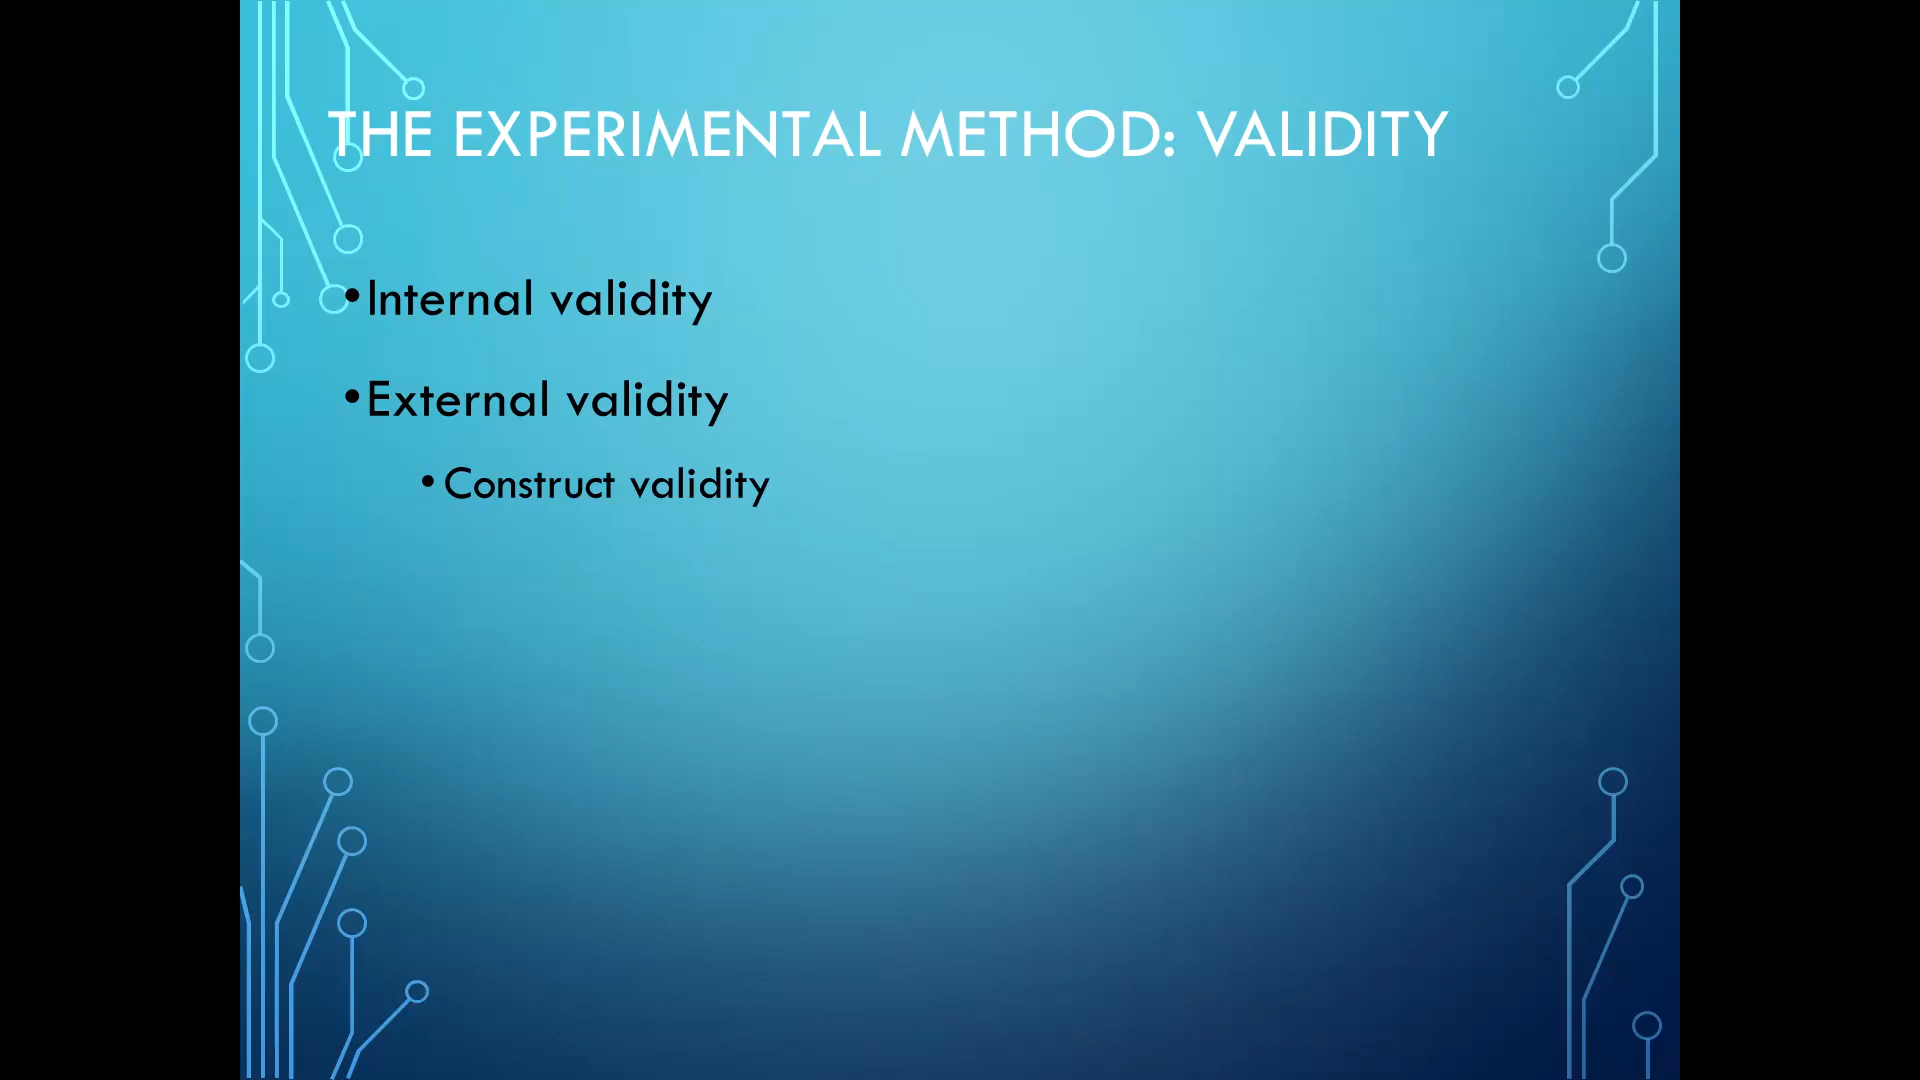 THE EXPERIMENTAL METHOD: VALIDITY
•Internal validity
•External validity
•Construct validity